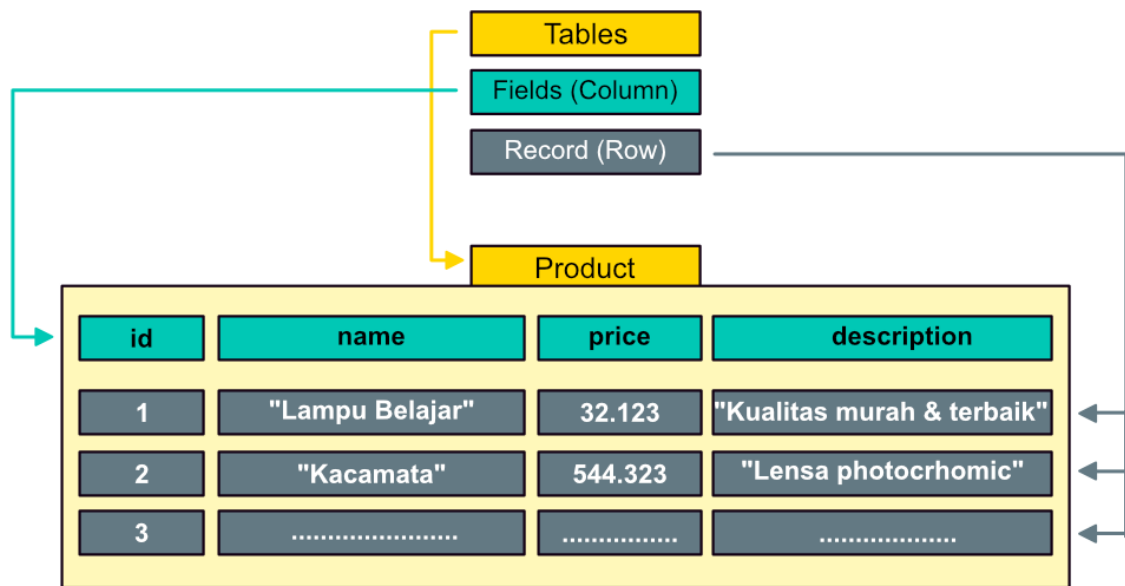 Tables
Fields (Column)
Record (Row)
Product
id name price description
1 "Lampu Belajar" 32.123 "Kualitas murah & terbaik"
2 "Kacamata" 544.323 "Lensa photocrhomic"
3 ....................... ................ ...................